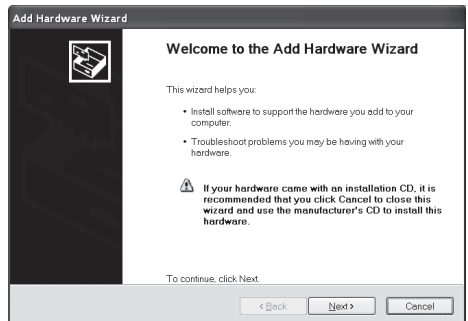 Add Hardware Wizard
Welcome to the Add Hardware Wizard
This wizard helps you:
• Install software to support the hardware you add to your
computer.
• Troubleshoot problems you may be having with your
hardware.
If your hardware came with an installation CD, it is
recommended that you click Cancel to close this
wizard and use the manufacturer's CD to install this
hardware.
To continue, click Next.
< Back Next > Cancel